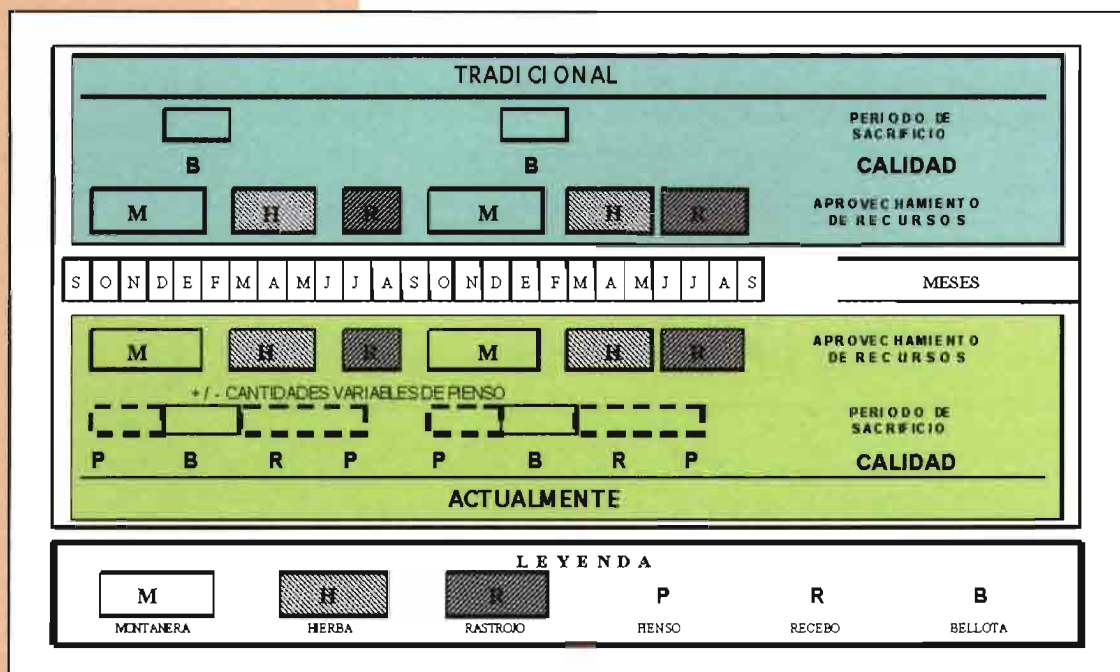 TRADICIONAL
PERIODO DE
SACRIFICIO
B B CALIDAD
M H R M H R APROVECHAMIENTO
DE RECURSOS
S O N D E F M A M J J A S O N D E F M A M J J A S MESES
M H R M H R APROVECHAMIENTO
DE RECURSOS
+ / - CANTIDADES VARIABLES DE PIENSO
PERIODO DE
SACRIFICIO
P B R P P B R P CALIDAD
ACTUALMENTE
LEYENDA
M H R P R B
MONTANERA HIERBA RASTROJO PIENSO RECEBO BELLOTA